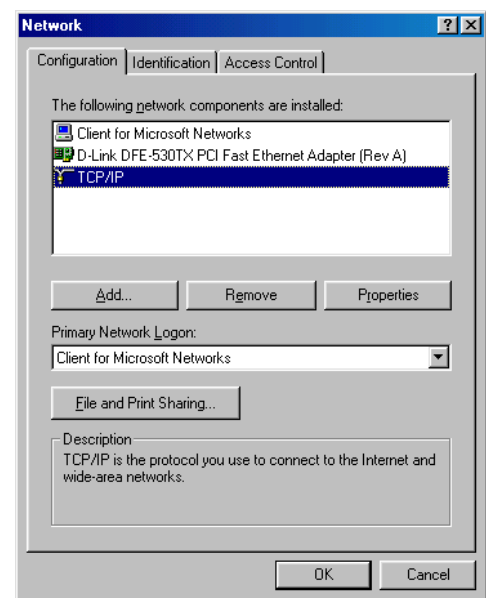 Network
Configuration Identification Access Control
The following network components are installed:
Client for Microsoft Networks
D-Link DFE-530TX PCI Fast Ethernet Adapter (Rev A)
TCP/IP
Add... Remove Properties
Primary Network Logon:
Client for Microsoft Networks
File and Print Sharing...
Description
TCP/IP is the protocol you use to connect to the Internet and
wide-area networks.
OK Cancel